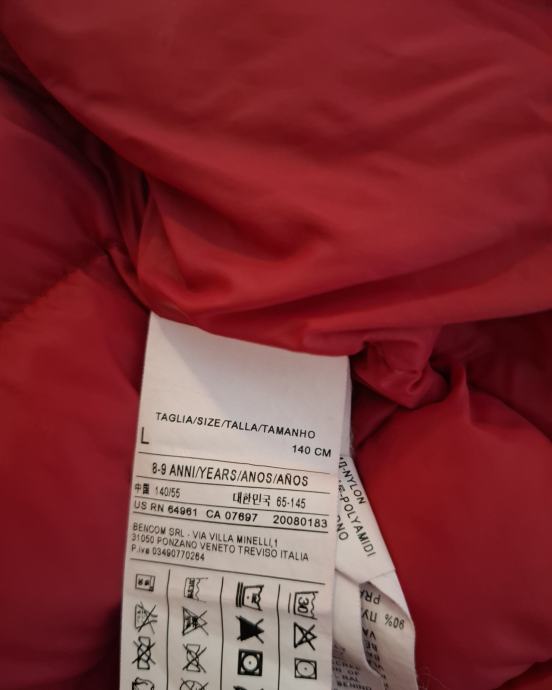 TAGLIA/SIZE/TALLA/TAMANHO
L
140 CM
8-9 ANNI/YEARS/ANOS/AÑOS
中国 140/55 대한민국 65-145
US RN 64961 CA 07697 20080183
BENCOM SRL - VIA VILLA MINELLI,1
31050 PONZANO VENETO TREVISO ITALIA
P.iva 03490770264
30
NYLON
POLYAMIDI
90%